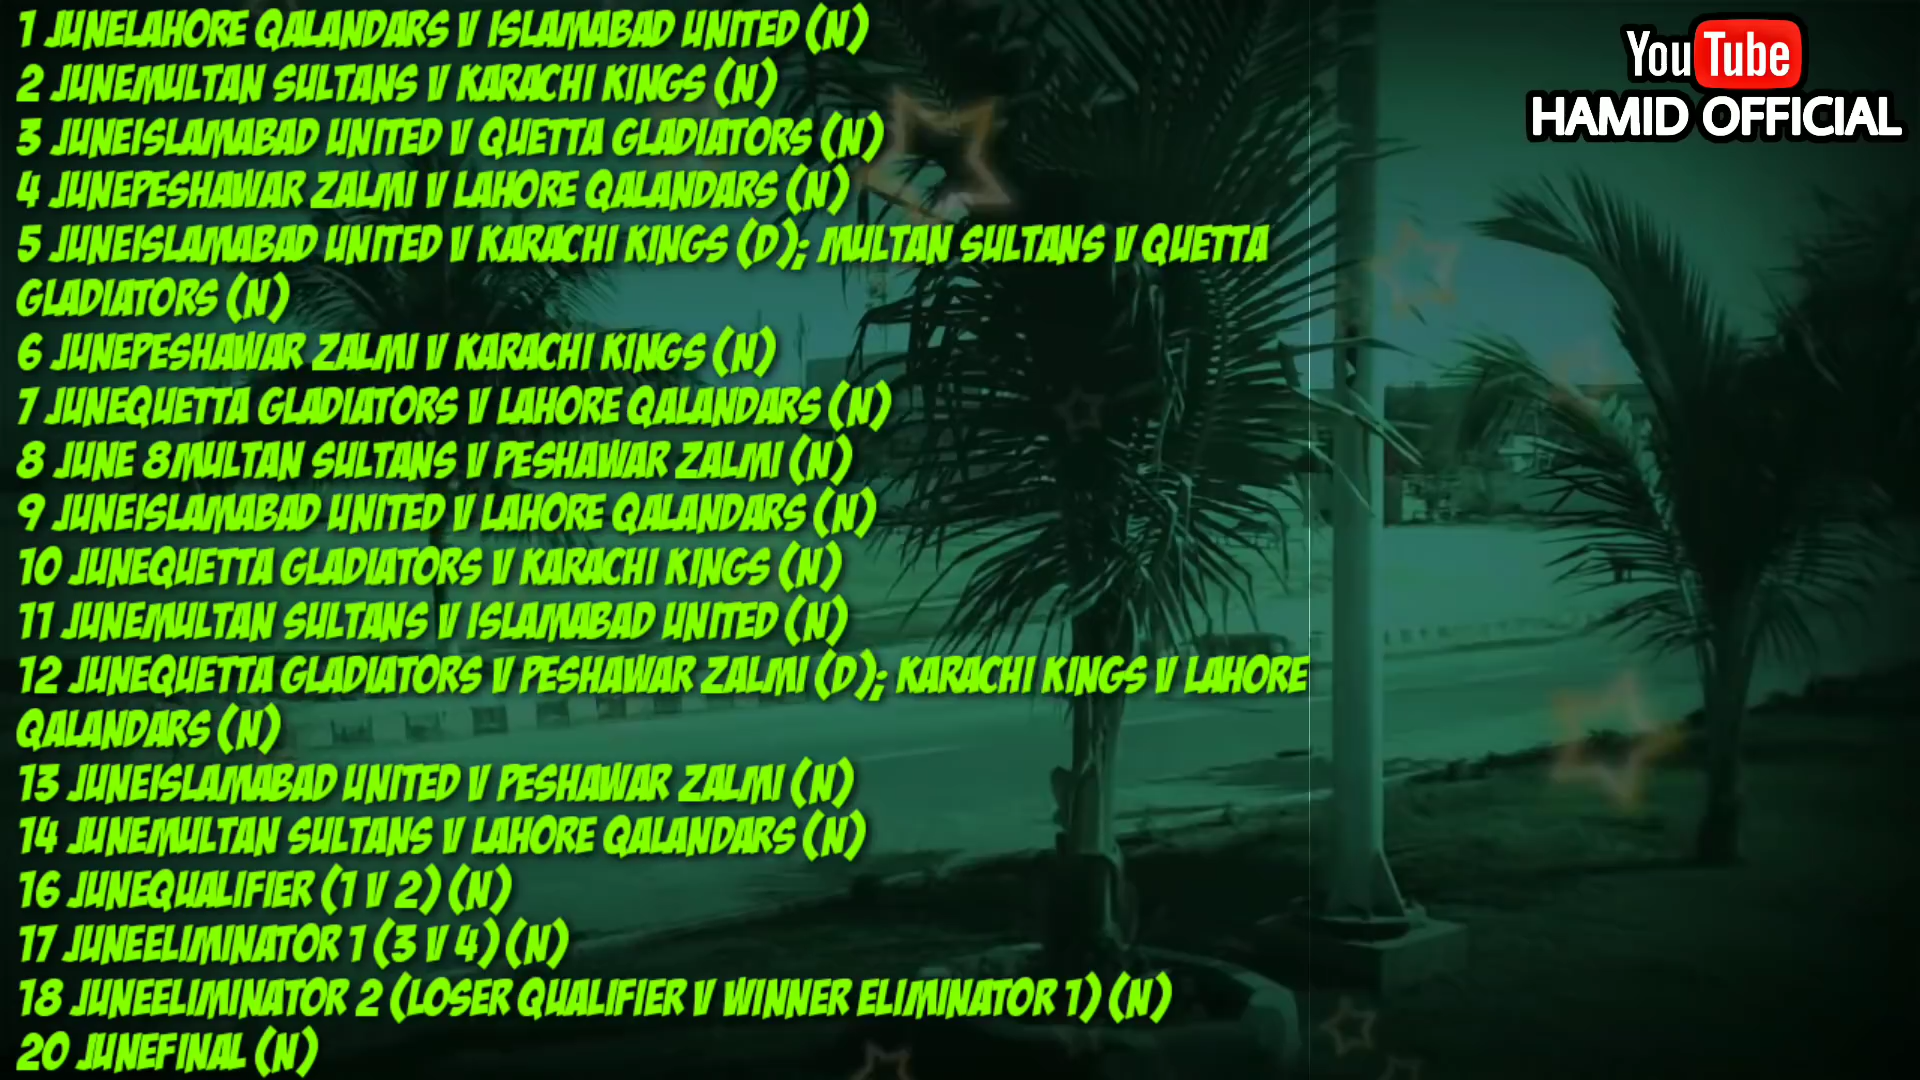 1 JUNELAHORE QALANDARS V ISLAMABAD UNITED (N)
2 JUNEMULTAN SULTANS V KARACHI KINGS (N)
3 JUNEISLAMABAD UNITED V QUETTA GLADIATORS (N)
4 JUNEPESHAWAR ZALMI V LAHORE QALANDARS (N)
5 JUNEISLAMABAD UNITED V KARACHI KINGS (D); MULTAN SULTANS V QUETTA
GLADIATORS (N)
6 JUNEPESHAWAR ZALMI V KARACHI KINGS (N)
7 JUNEQUETTA GLADIATORS V LAHORE QALANDARS (N)
8 JUNE 8MULTAN SULTANS V PESHAWAR ZALMI (N)
9 JUNEISLAMABAD UNITED V LAHORE QALANDARS (N)
10 JUNEQUETTA GLADIATORS V KARACHI KINGS (N)
11 JUNEMULTAN SULTANS V ISLAMABAD UNITED (N)
12 JUNEQUETTA GLADIATORS V PESHAWAR ZALMI (D); KARACHI KINGS V LAHORE
QALANDARS (N)
13 JUNEISLAMABAD UNITED V PESHAWAR ZALMI (N)
14 JUNEMULTAN SULTANS V LAHORE QALANDARS (N)
16 JUNEQUALIFIER (1 V 2) (N)
17 JUNEELIMINATOR 1 (3 V 4) (N)
18 JUNEELIMINATOR 2 (LOSER QUALIFIER V WINNER ELIMINATOR 1) (N)
20 JUNEFINAL (N)
YouTube
HAMID OFFICIAL